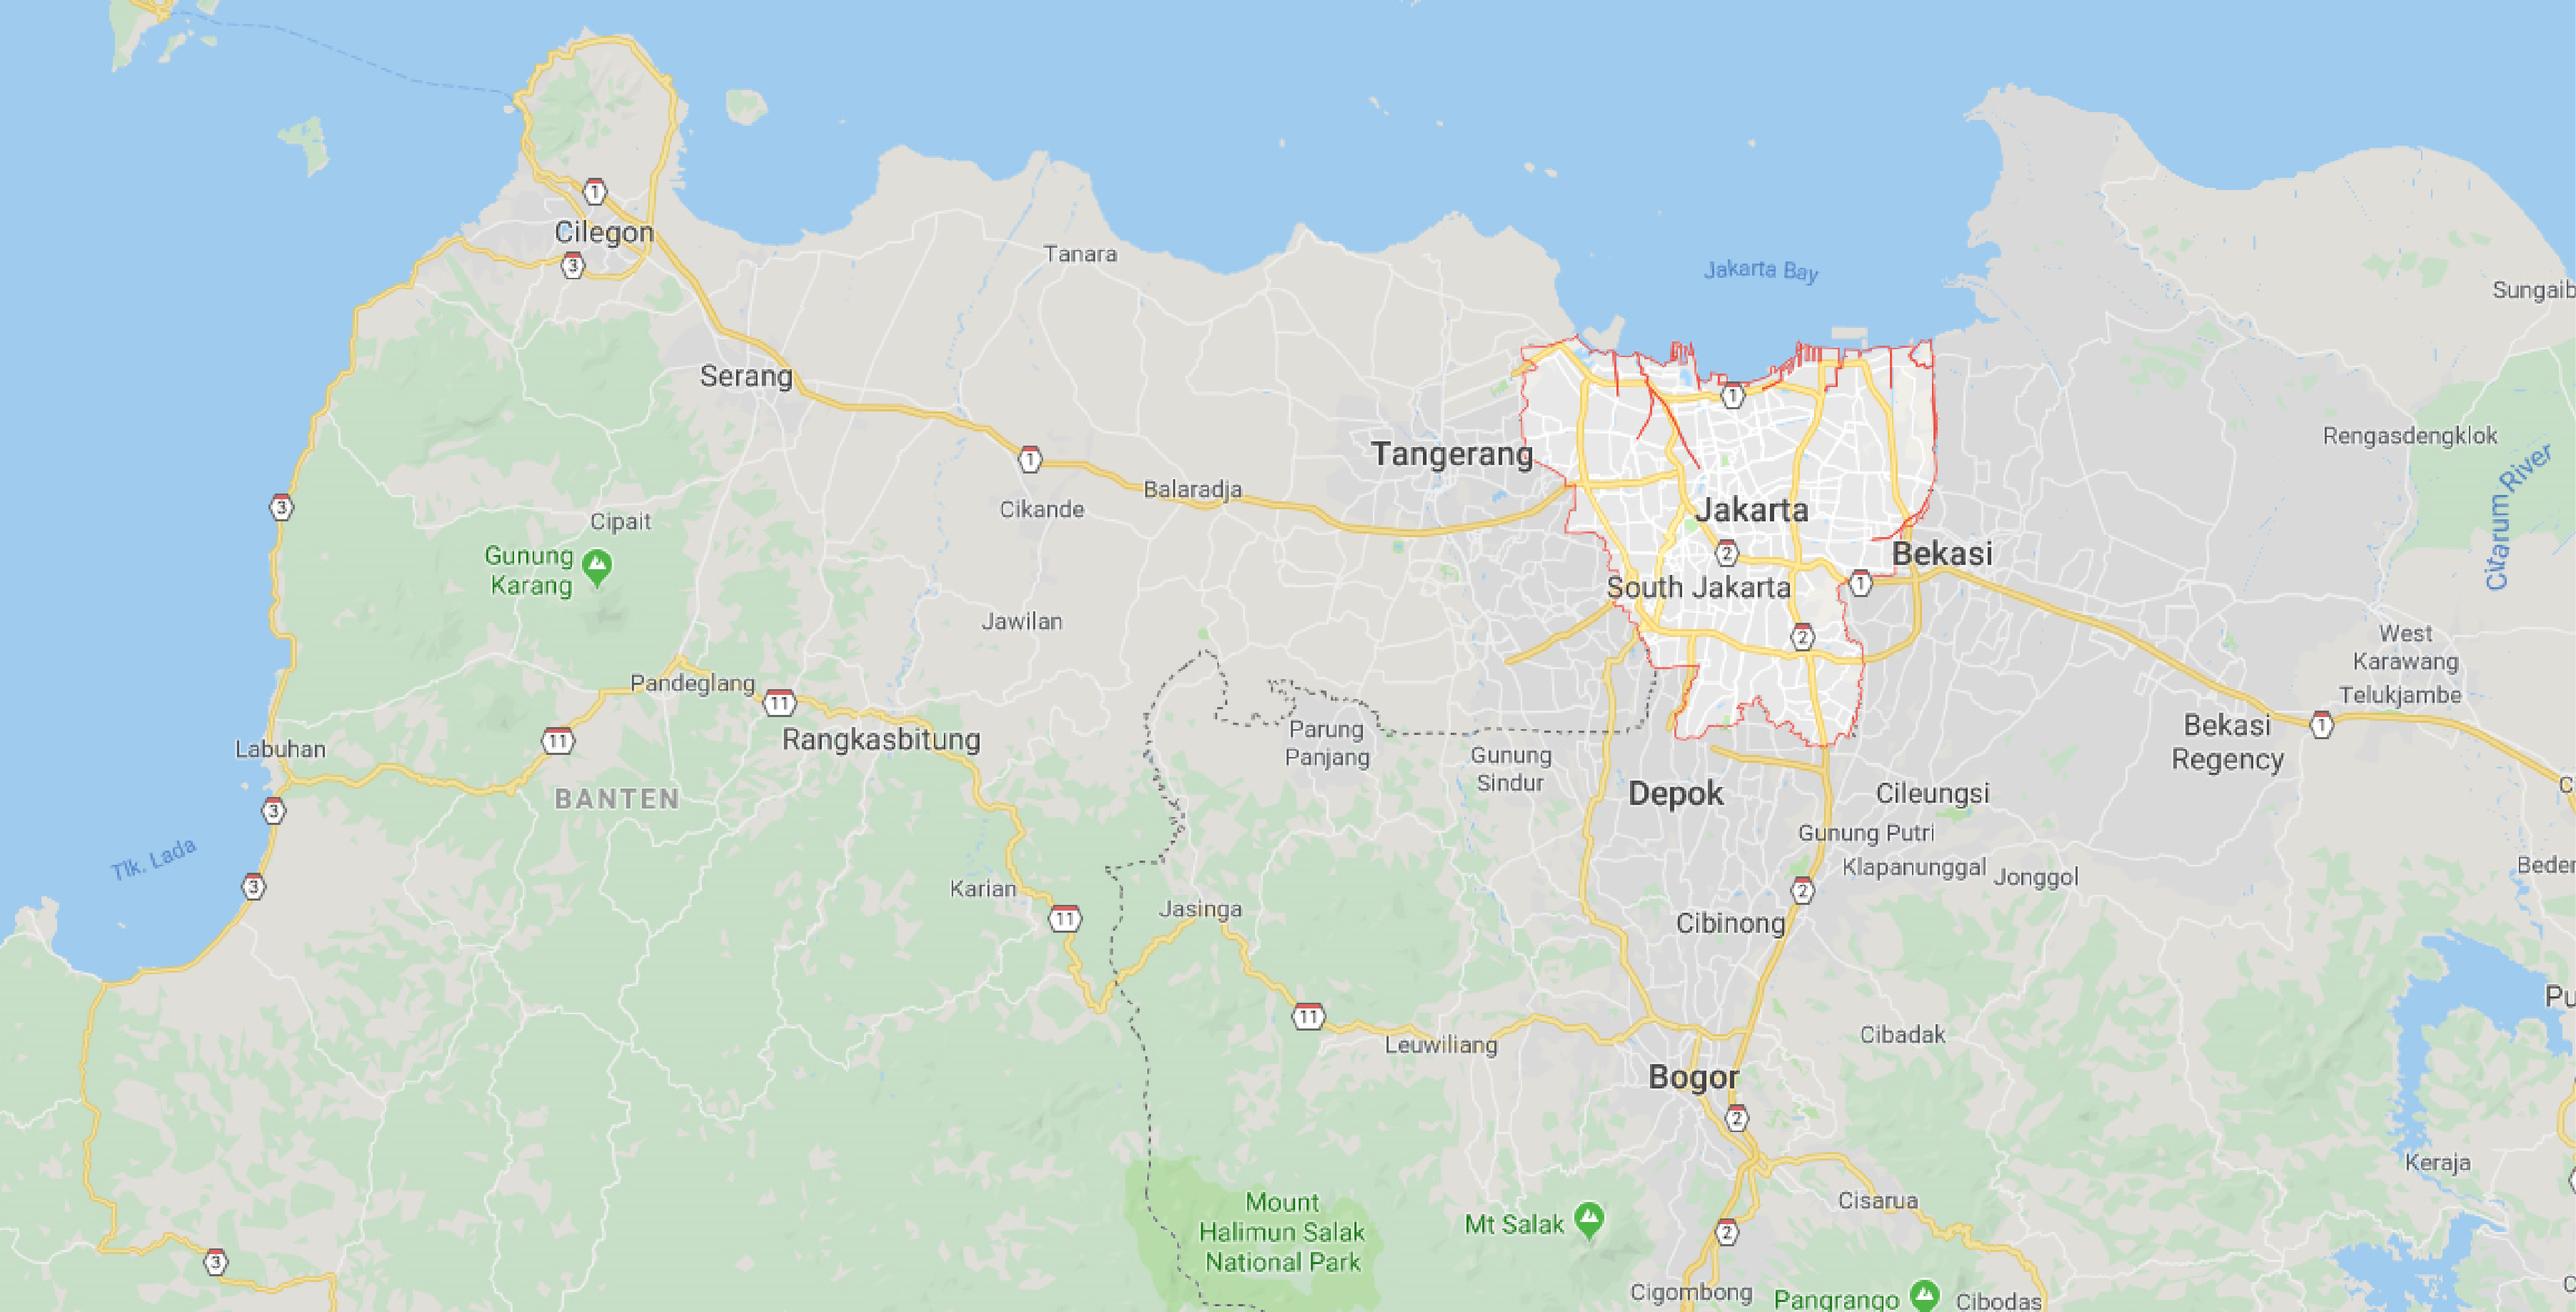 1
Cilegon
3
Tanara
Jakarta Bay
Sungaib
Serang
1
Tangerang
Rengasdengklok
1
Balaradja
Cikande
3
Jakarta
Citarum River
Cipait
Gunung
Karang
2
Bekasi
South Jakarta
1
Jawilan
2
West
Karawang
Telukjambe
Pandeglang
11
Rangkasbitung
11
Labuhan
BANTEN
3
Parung
Panjang
Gunung
Sindur
Bekasi
Regency
1
Depok
Cileungsi
C
Gunung Putri
Klapanunggal
Jonggol
Beder
Tlk. Lada
3
Karian
2
11
Jasinga
Cibinong
Pu
11
Leuwiliang
Cibadak
Bogor
2
Keraja
Mount
Halimun Salak
National Park
Mt Salak
Cisarua
2
3
Cigombong
Pangrango
Cibodas
C